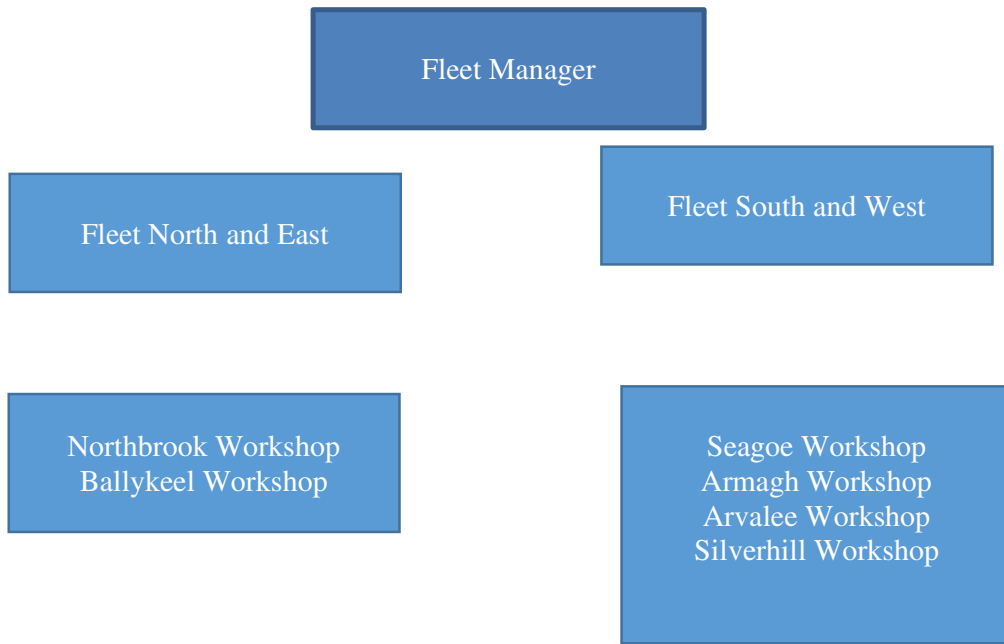 Fleet Manager
Fleet North and East
Fleet South and West
Northbrook Workshop
Ballykeel Workshop
Seagoe Workshop
Armagh Workshop
Arvalee Workshop
Silverhill Workshop